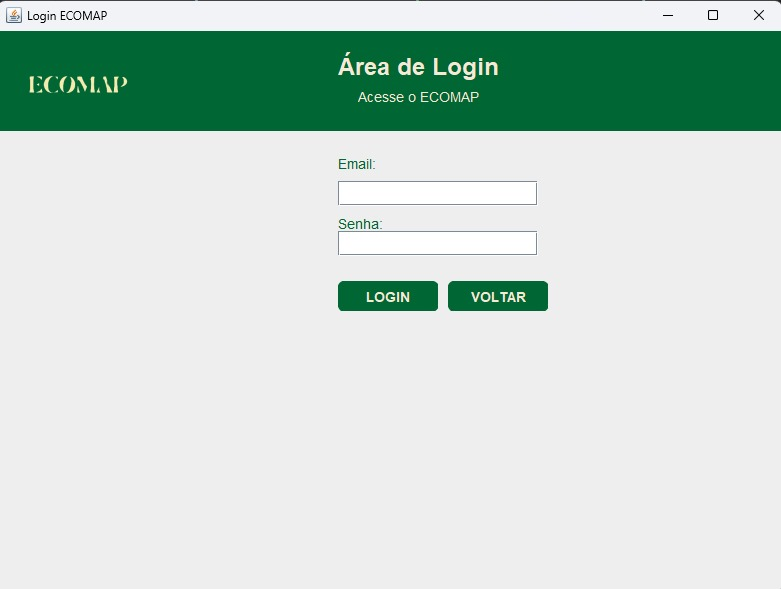 Login ECOMAP
ECOMAP
Área de Login
Acesse o ECOMAP
Email:
Senha:
LOGIN
VOLTAR